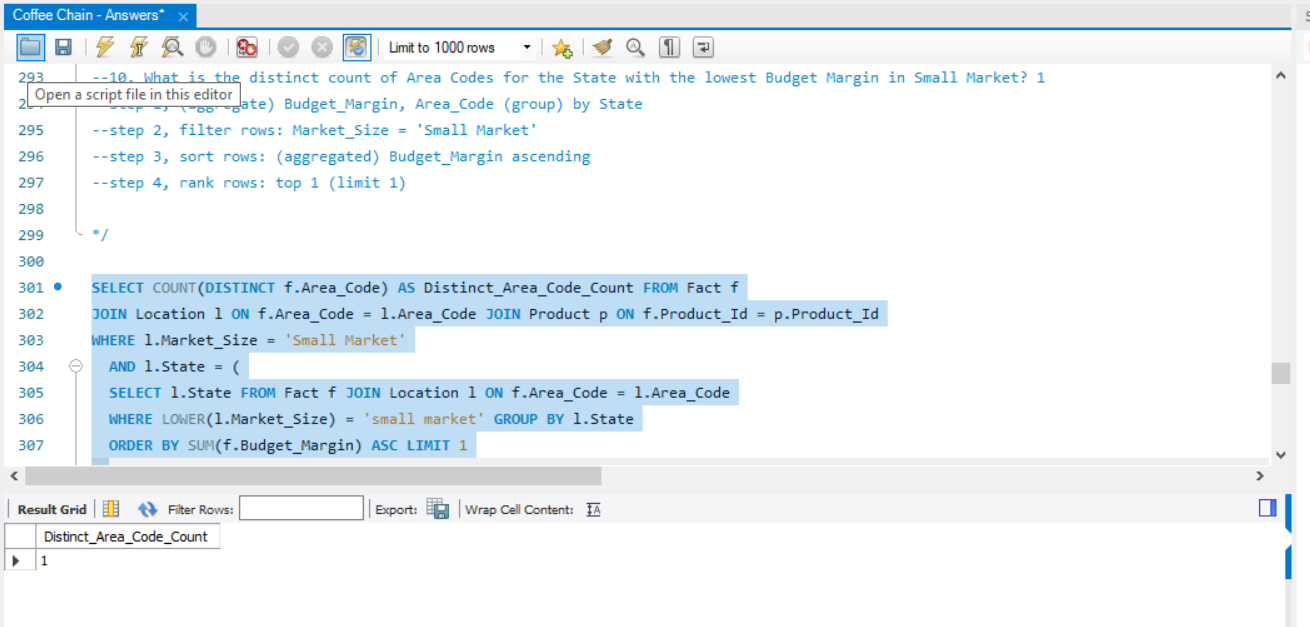 Coffee Chain - Answers* ×
Limit to 1000 rows
293 --10. What is the distinct count of Area Codes for the State with the lowest Budget Margin in Small Market? 1
Open a script file in this editor
(aggregate) Budget_Margin, Area_Code (group) by State
295 --step 2, filter rows: Market_Size = 'Small Market'
296 --step 3, sort rows: (aggregated) Budget_Margin ascending
297 --step 4, rank rows: top 1 (limit 1)
298
299 */
300
301 SELECT COUNT(DISTINCT f.Area_Code) AS Distinct_Area_Code_Count FROM Fact f
302 JOIN Location l ON f.Area_Code = l.Area_Code JOIN Product p ON f.Product_Id = p.Product_Id
303 WHERE l.Market_Size = 'Small Market'
304 AND l.State = (
305 SELECT l.State FROM Fact f JOIN Location l ON f.Area_Code = l.Area_Code
306 WHERE LOWER(l.Market_Size) = 'small market' GROUP BY l.State
307 ORDER BY SUM(f.Budget_Margin) ASC LIMIT 1
Result Grid Filter Rows: Export: Wrap Cell Content: IA
Distinct_Area_Code_Count
1